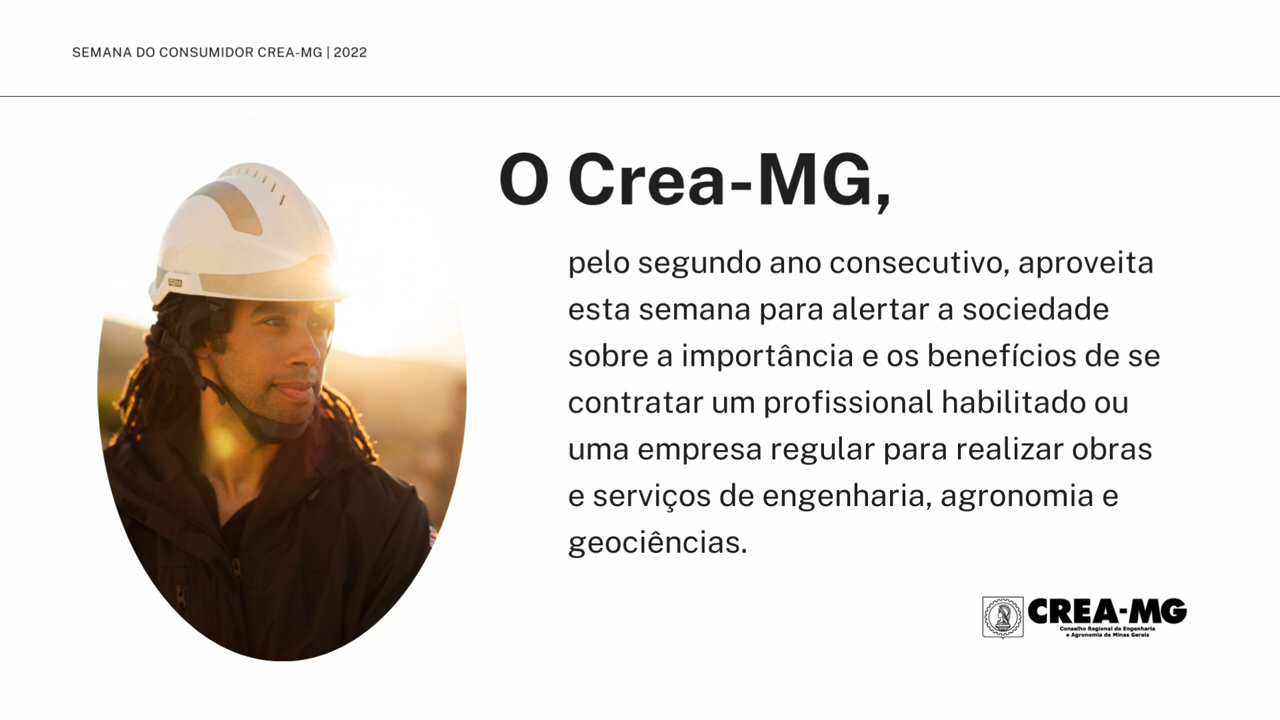 SEMANA DO CONSUMIDOR CREA-MG | 2022
O Crea-MG,
pelo segundo ano consecutivo, aproveita
esta semana para alertar a sociedade
sobre a importância e os benefícios de se
contratar um profissional habilitado ou
uma empresa regular para realizar obras
e serviços de engenharia, agronomia e
geociências.
CREA-MG
Conselho Regional de Engenharia
e Agronomia de Minas Gerais